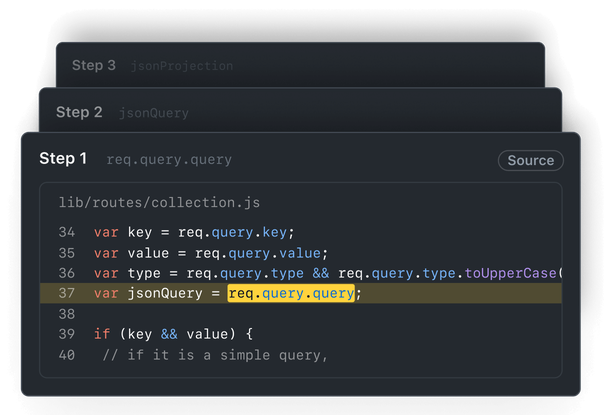 Step 3 jsonProjection
Step 2 jsonQuery
Step 1 req.query.query Source
lib/routes/collection.js
34 var key = req.query.key;
35 var value = req.query.value;
36 var type = req.query.type && req.query.type.toUpperCase(
37 var jsonQuery = req.query.query;
38
39 if (key && value) {
40 // if it is a simple query,